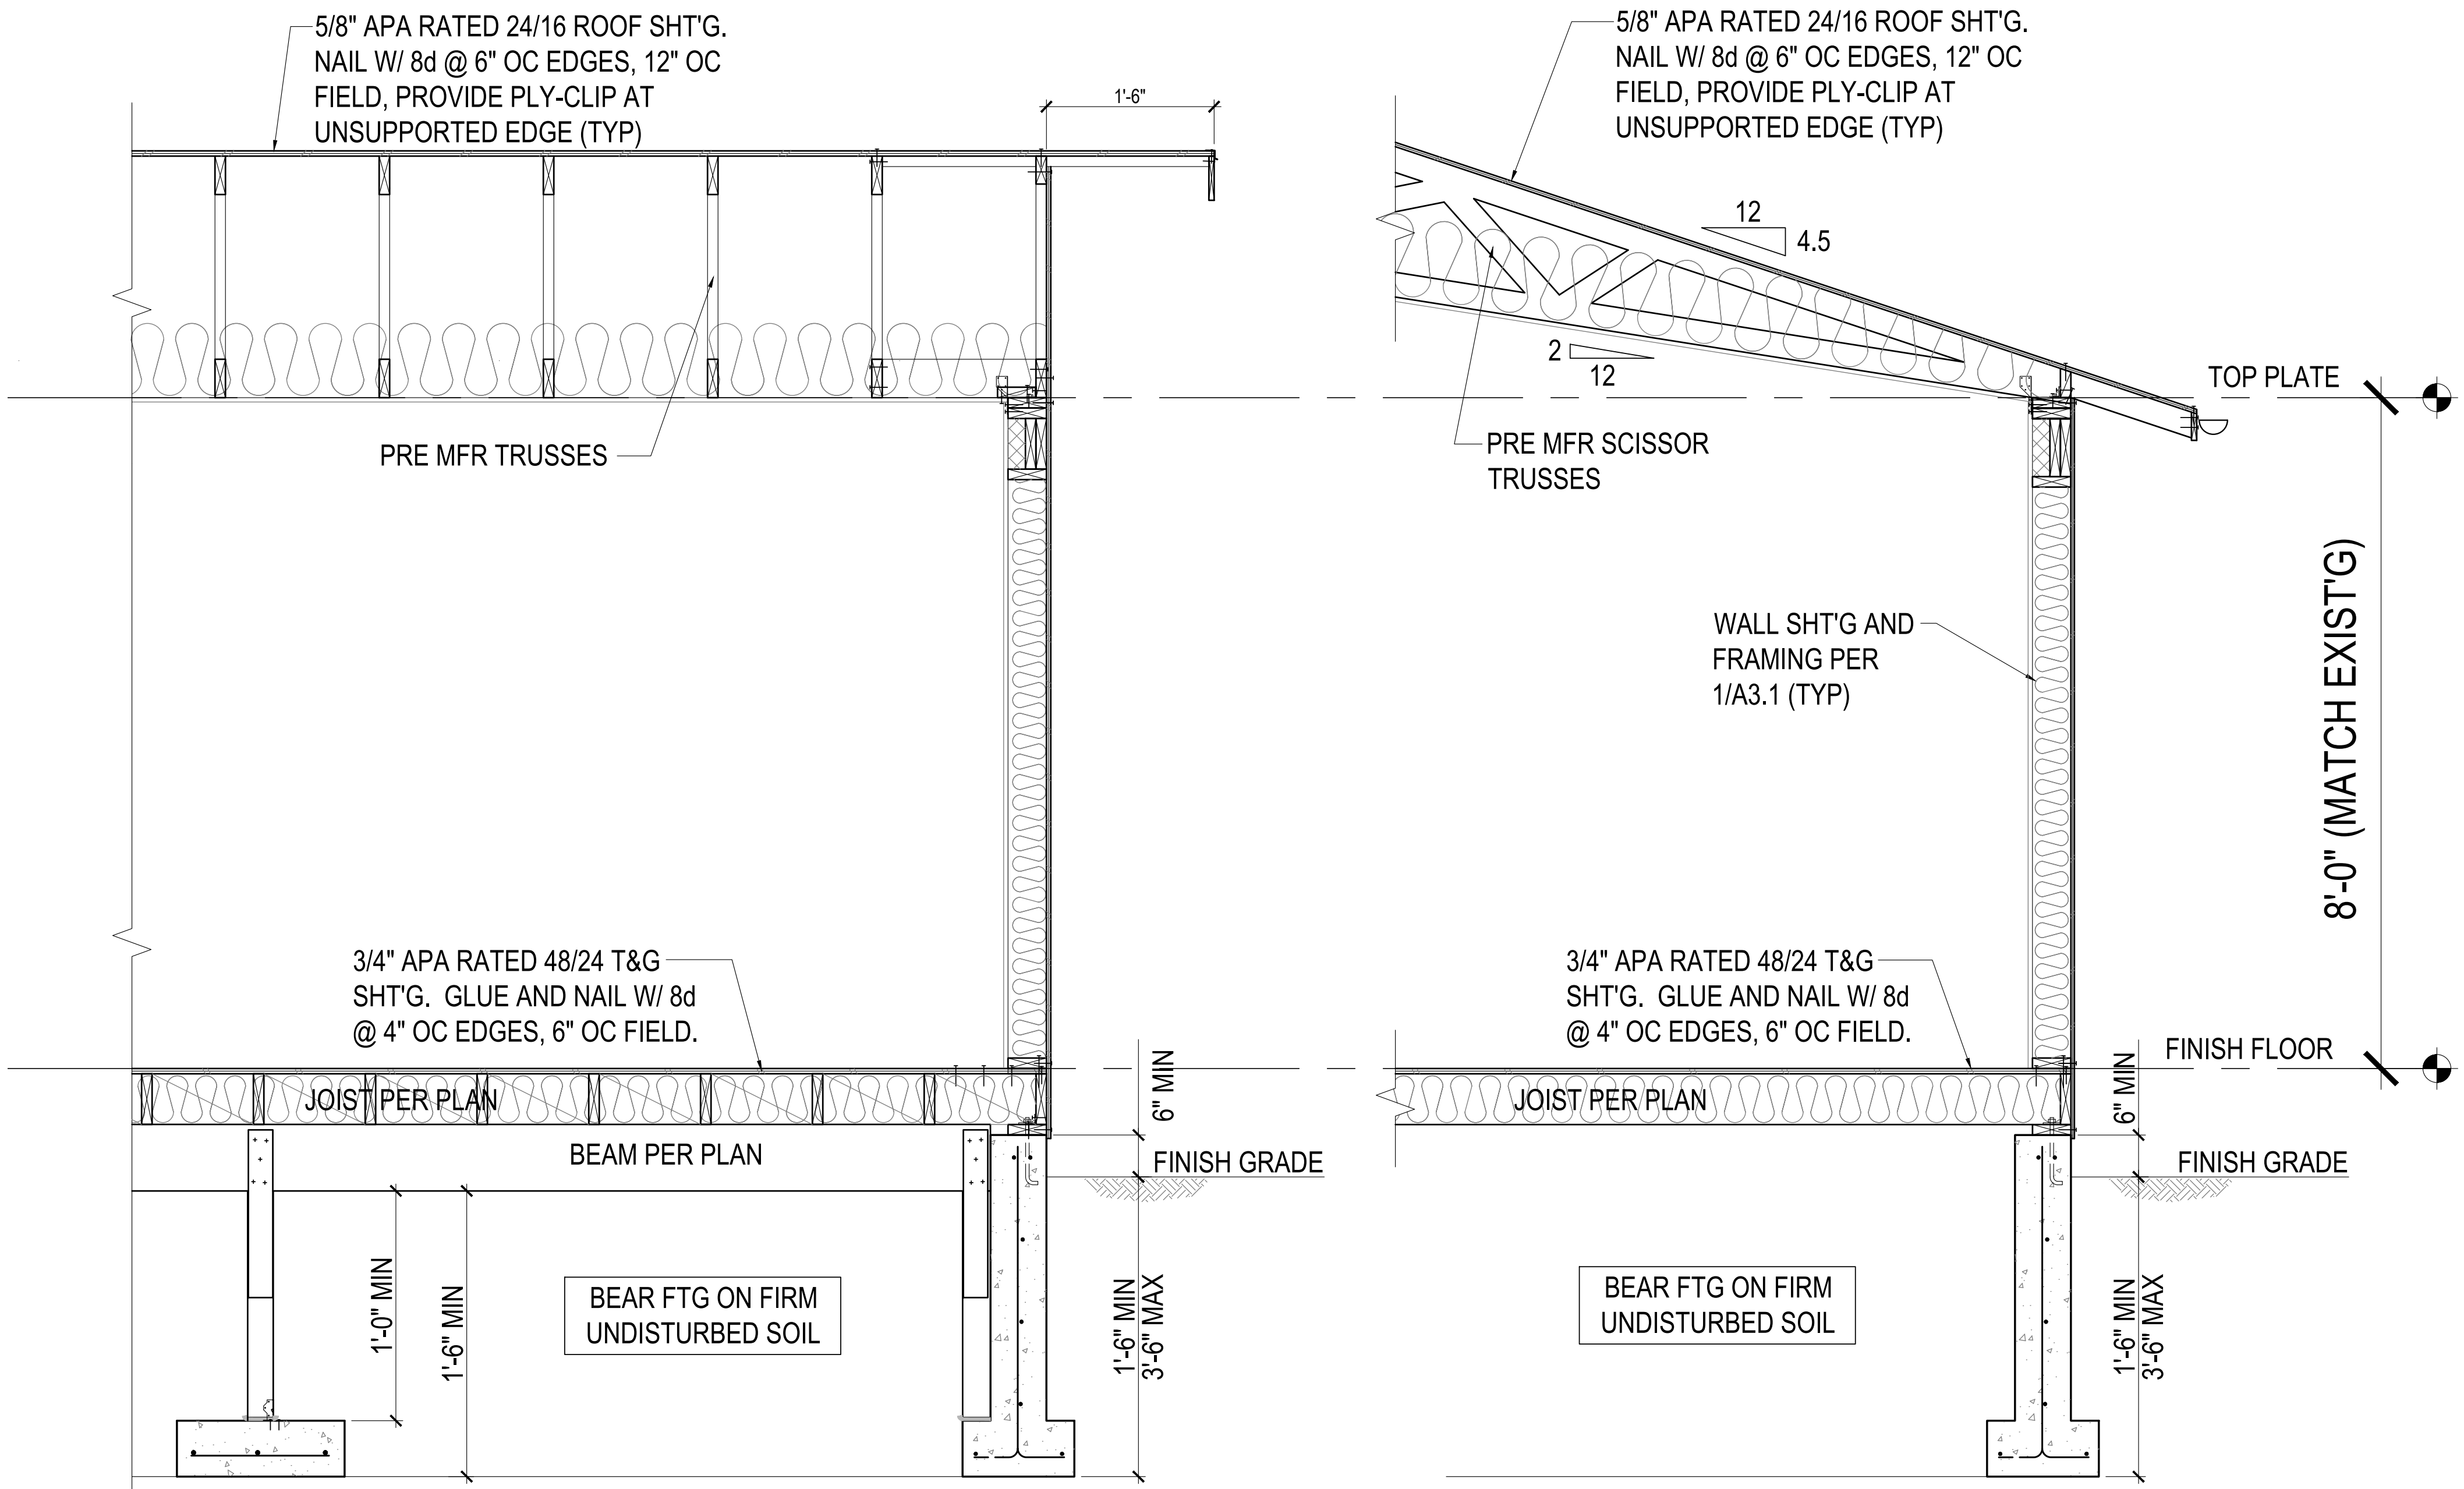 5/8" APA RATED 24/16 ROOF SHT'G.
NAIL W/ 8d @ 6" OC EDGES, 12" OC
FIELD, PROVIDE PLY-CLIP AT
UNSUPPORTED EDGE (TYP)
1'-6"
PRE MFR TRUSSES
3/4" APA RATED 48/24 T&G
SHT'G. GLUE AND NAIL W/ 8d
@ 4" OC EDGES, 6" OC FIELD.
JOIST PER PLAN
BEAM PER PLAN
6" MIN
FINISH GRADE
1'-0" MIN
1'-6" MIN
BEAR FTG ON FIRM
UNDISTURBED SOIL
1'-6" MIN
3'-6" MAX
5/8" APA RATED 24/16 ROOF SHT'G.
NAIL W/ 8d @ 6" OC EDGES, 12" OC
FIELD, PROVIDE PLY-CLIP AT
UNSUPPORTED EDGE (TYP)
12
4.5
2
12
TOP PLATE
PRE MFR SCISSOR
TRUSSES
WALL SHT'G AND
FRAMING PER
1/A3.1 (TYP)
8'-0" (MATCH EXIST'G)
3/4" APA RATED 48/24 T&G
SHT'G. GLUE AND NAIL W/ 8d
@ 4" OC EDGES, 6" OC FIELD.
FINISH FLOOR
JOIST PER PLAN
6" MIN
FINISH GRADE
BEAR FTG ON FIRM
UNDISTURBED SOIL
1'-6" MIN
3'-6" MAX